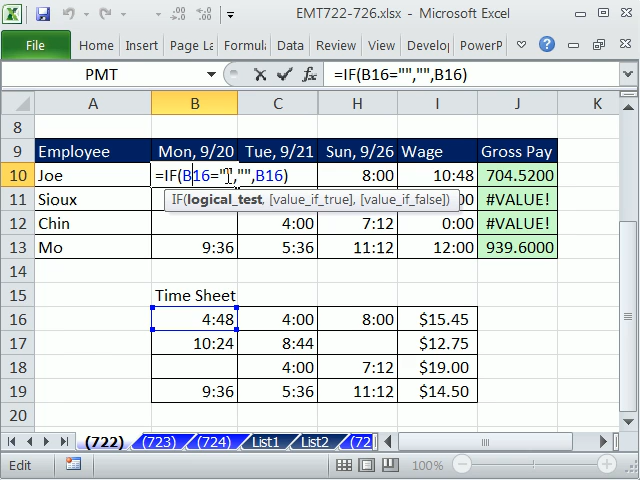 EMT722-726.xlsx - Microsoft Excel
File Home Insert Page La Formula Data Review View Develo PowerP
PMT =IF(B16="","",B16)
A B C H I J K
8
9 Employee Mon, 9/20 Tue, 9/21 Sun, 9/26 Wage Gross Pay
10 Joe =IF(B16="","",B16) 8:00 10:48 704.5200
11 Sioux :00 #VALUE!
IF(logical_test, [value_if_true], [value_if_false])
12 Chin 4:00 7:12 0:00 #VALUE!
13 Mo 9:36 5:36 11:12 12:00 939.6000
14
15 Time Sheet
16 4:48 4:00 8:00 $15.45
17 10:24 8:44 $12.75
18 4:00 7:12 $19.00
19 9:36 5:36 11:12 $14.50
20
(722) (723) (724) List1 List2 (72
Edit 100%